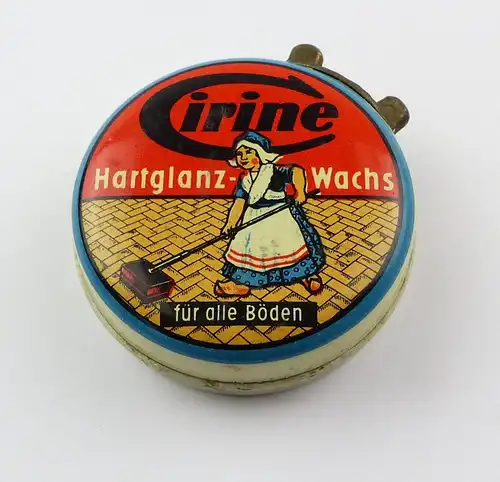 Cirine
Hartglanz-Wachs
für alle Böden